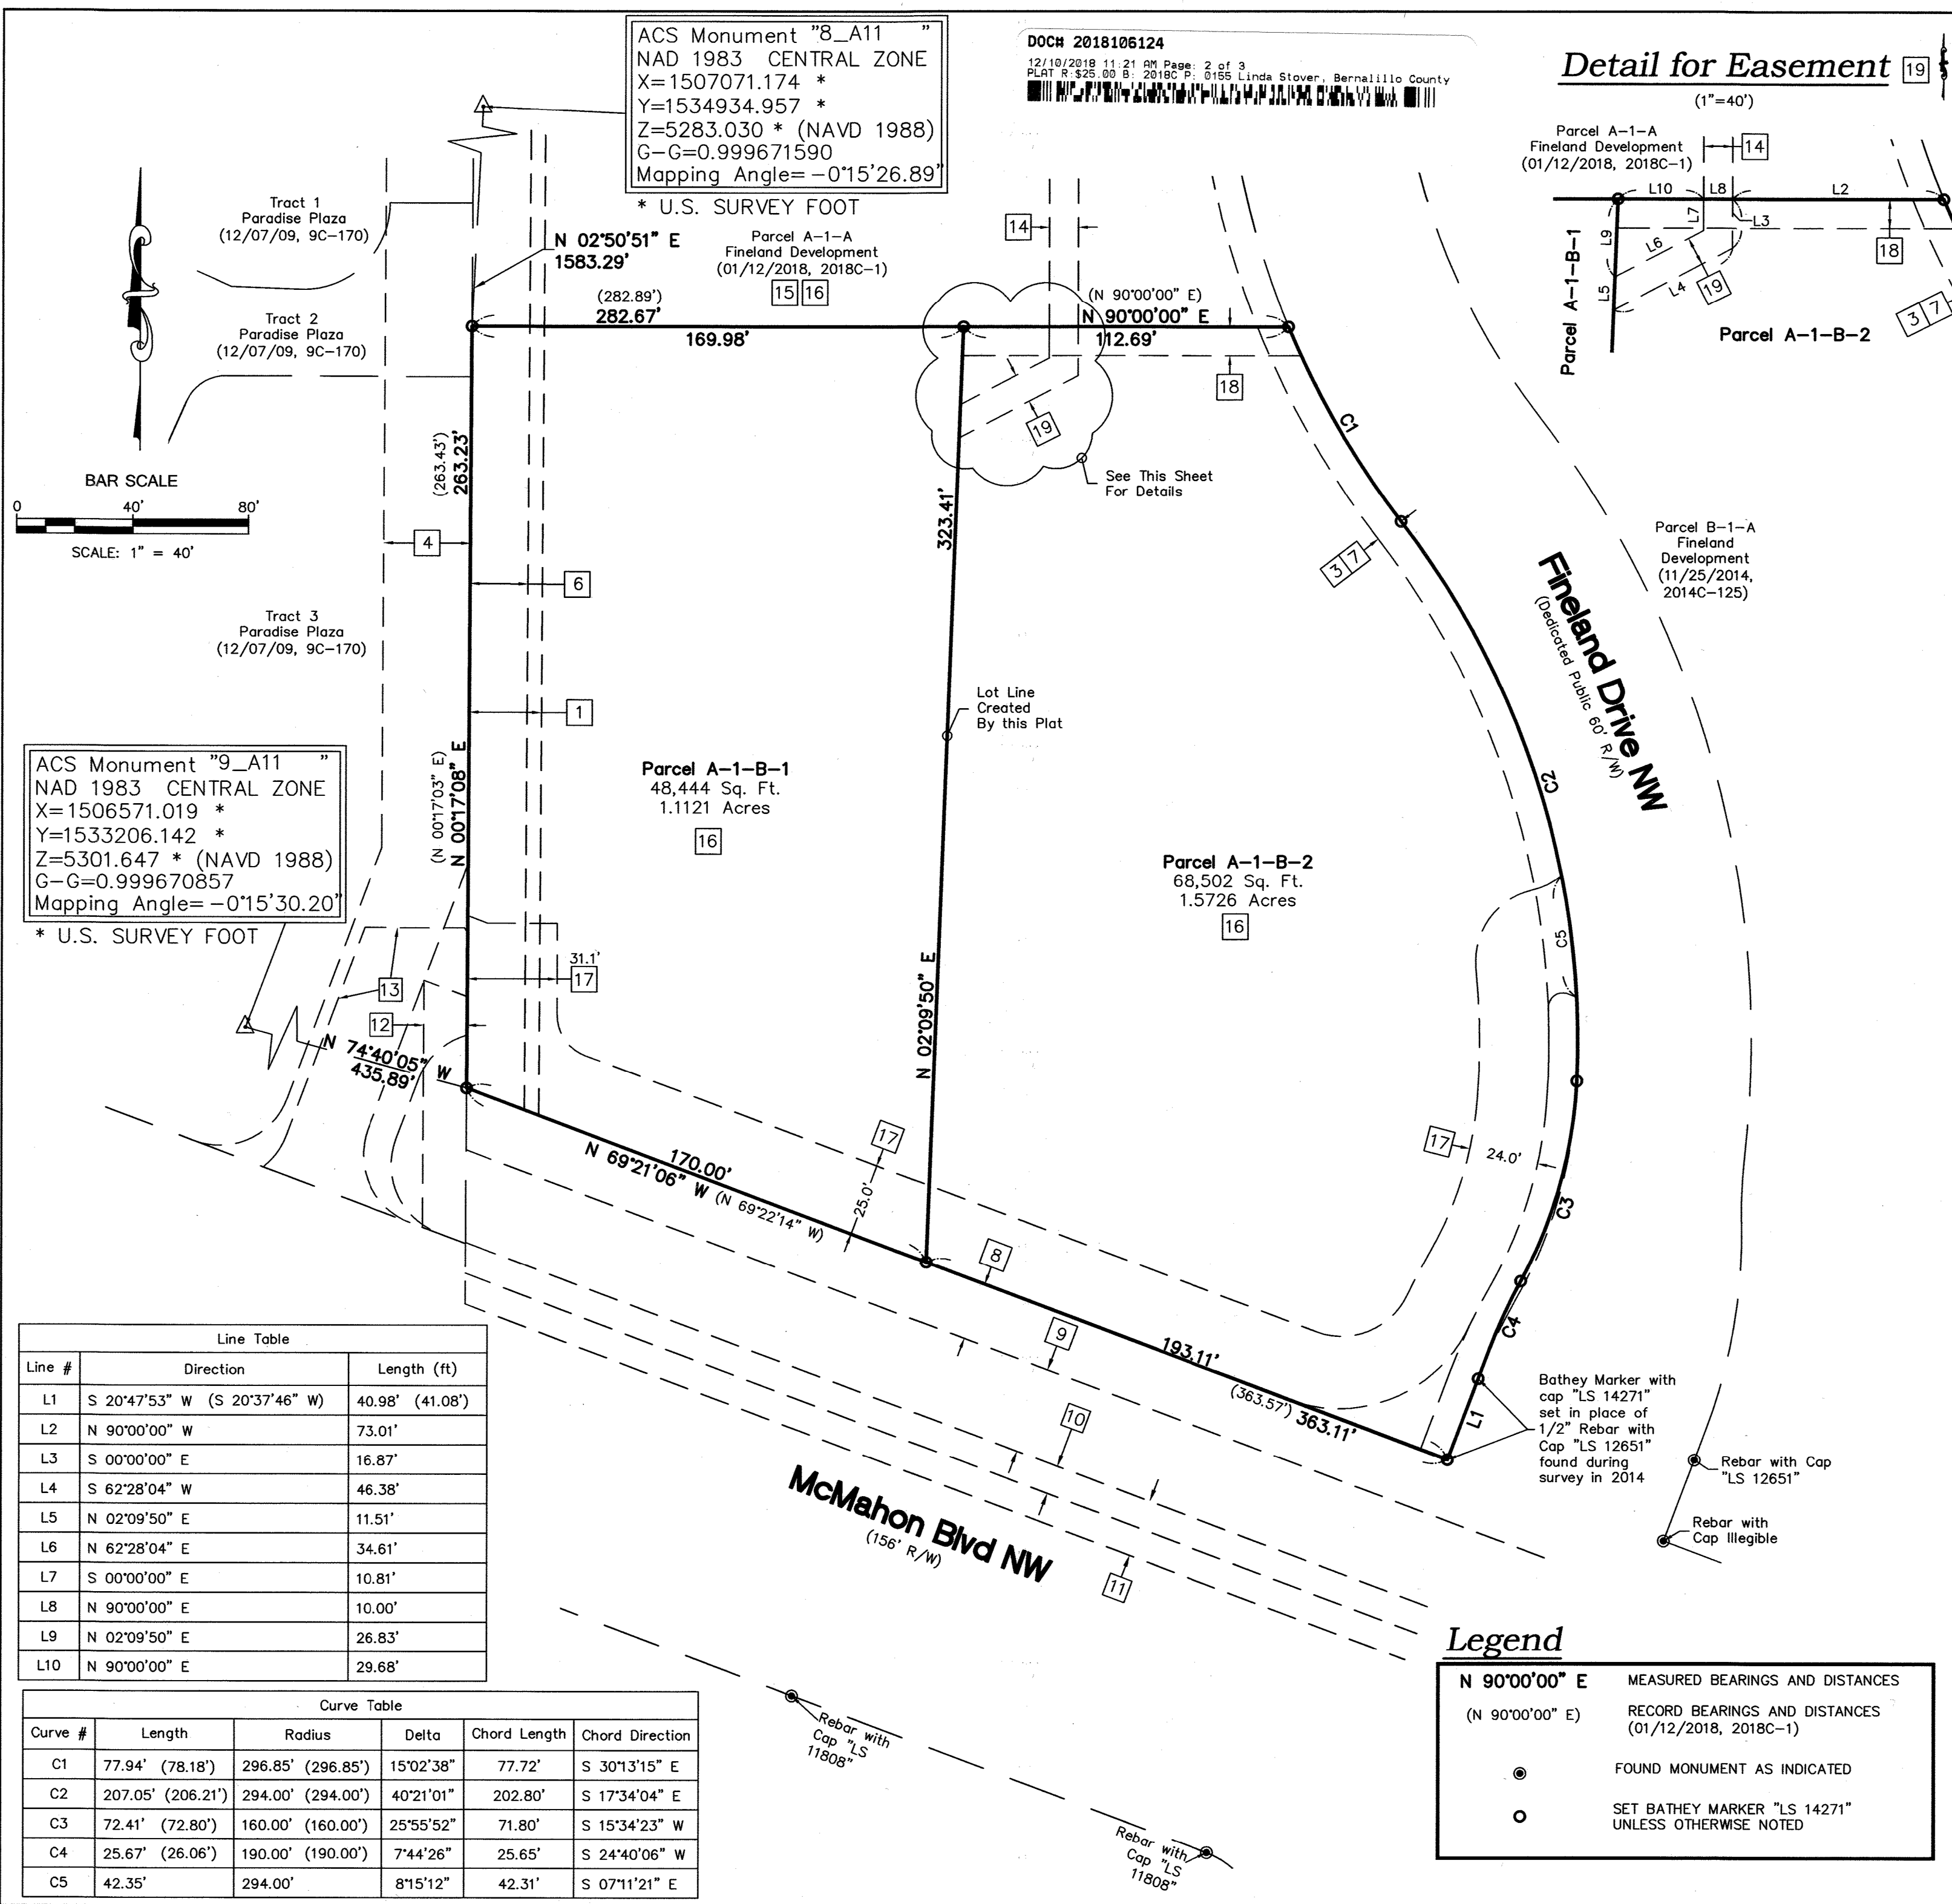 ACS Monument "8_A11 "
NAD 1983 CENTRAL ZONE
X=1507071.174 *
Y=1534934.957 *
Z=5283.030 * (NAVD 1988)
G-G=0.999671590
Mapping Angle= -0°15'26.89"
* U.S. SURVEY FOOT
DOC# 2018106124
12/10/2018 11:21 AM Page: 2 of 3
PLAT R:$25.00 B: 2018C P: 0155 Linda Stover, Bernalillo County
Detail for Easement 19
(1"=40')
Parcel A-1-A
Fineland Development
(01/12/2018, 2018C-1)
14
L10
L8
L2
L7
L3
L9
L6
L5
L4
19
18
3 7
Parcel A-1-B-1
Parcel A-1-B-2
Tract 1
Paradise Plaza
(12/07/09, 9C-170)
Tract 2
Paradise Plaza
(12/07/09, 9C-170)
N 02°50'51" E
1583.29'
Parcel A-1-A
Fineland Development
(01/12/2018, 2018C-1)
15 16
14
(282.89')
282.67'
169.98'
(N 90°00'00" E)
N 90°00'00" E
112.69'
18
19
See This Sheet
For Details
C1
3 7
BAR SCALE
0 40' 80'
SCALE: 1" = 40'
(263.43')
263.23'
4
6
1
323.41'
Tract 3
Paradise Plaza
(12/07/09, 9C-170)
Parcel B-1-A
Fineland
Development
(11/25/2014,
2014C-125)
Fineland Drive NW
(Dedicated Public 60' R/W)
Lot Line
Created
By this Plat
C2
(N 00°17'03" E)
N 00°17'08" E
Parcel A-1-B-1
48,444 Sq. Ft.
1.1121 Acres
16
Parcel A-1-B-2
68,502 Sq. Ft.
1.5726 Acres
16
ACS Monument "9_A11 "
NAD 1983 CENTRAL ZONE
X=1506571.019 *
Y=1533206.142 *
Z=5301.647 * (NAVD 1988)
G-G=0.999670857
Mapping Angle= -0°15'30.20"
* U.S. SURVEY FOOT
C5
31.1'
17
13
12
N 02°09'50" E
N 74°40'05" W
435.89'
17
25.0'
170.00'
N 69°21'06" W (N 69°22'14" W)
17
24.0'
C3
8
9
C4
193.11'
(363.57') 363.11'
L1
10
11
Bathey Marker with
cap "LS 14271"
set in place of
1/2" Rebar with
Cap "LS 12651"
found during
survey in 2014
Rebar with Cap
"LS 12651"
Rebar with
Cap Illegible
McMahon Blvd NW
(156' R/W)
Line Table
Line # Direction Length (ft)
L1 S 20°47'53" W (S 20°37'46" W) 40.98' (41.08')
L2 N 90°00'00" W 73.01'
L3 S 00°00'00" E 16.87'
L4 S 62°28'04" W 46.38'
L5 N 02°09'50" E 11.51'
L6 N 62°28'04" E 34.61'
L7 S 00°00'00" E 10.81'
L8 N 90°00'00" E 10.00'
L9 N 02°09'50" E 26.83'
L10 N 90°00'00" E 29.68'
Curve Table
Curve # Length Radius Delta Chord Length Chord Direction
C1 77.94' (78.18') 296.85' (296.85') 15°02'38" 77.72' S 30°13'15" E
C2 207.05' (206.21') 294.00' (294.00') 40°21'01" 202.80' S 17°34'04" E
C3 72.41' (72.80') 160.00' (160.00') 25°55'52" 71.80' S 15°34'23" W
C4 25.67' (26.06') 190.00' (190.00') 7°44'26" 25.65' S 24°40'06" W
C5 42.35' 294.00' 8°15'12" 42.31' S 07°11'21" E
Rebar with
Cap "LS
11808"
Rebar with
Cap "LS
11808"
Legend
N 90°00'00" E MEASURED BEARINGS AND DISTANCES
(N 90°00'00" E) RECORD BEARINGS AND DISTANCES
(01/12/2018, 2018C-1)
FOUND MONUMENT AS INDICATED
SET BATHEY MARKER "LS 14271"
UNLESS OTHERWISE NOTED